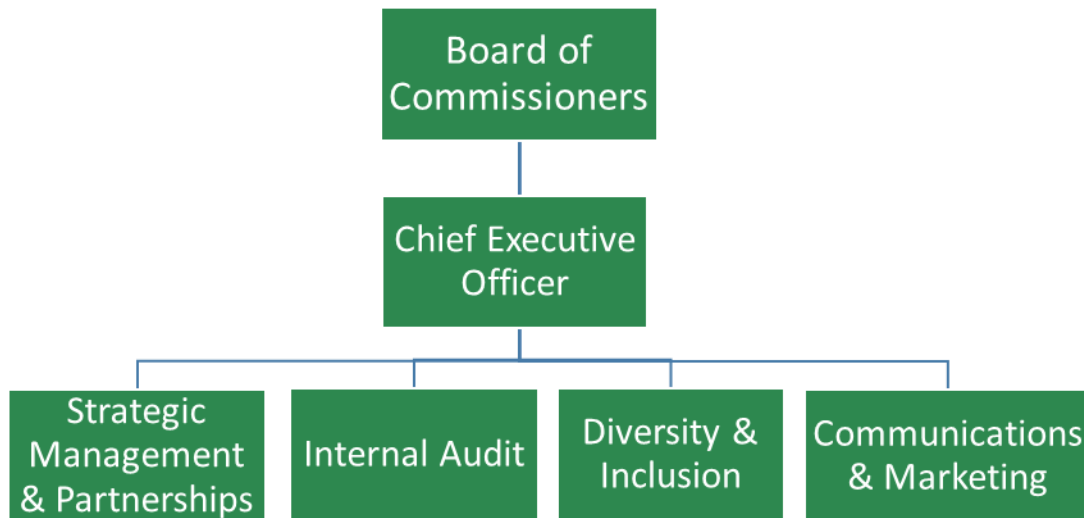 Board of
Commissioners
Chief Executive
Officer
Strategic
Management
& Partnerships
Internal Audit
Diversity &
Inclusion
Communications
& Marketing